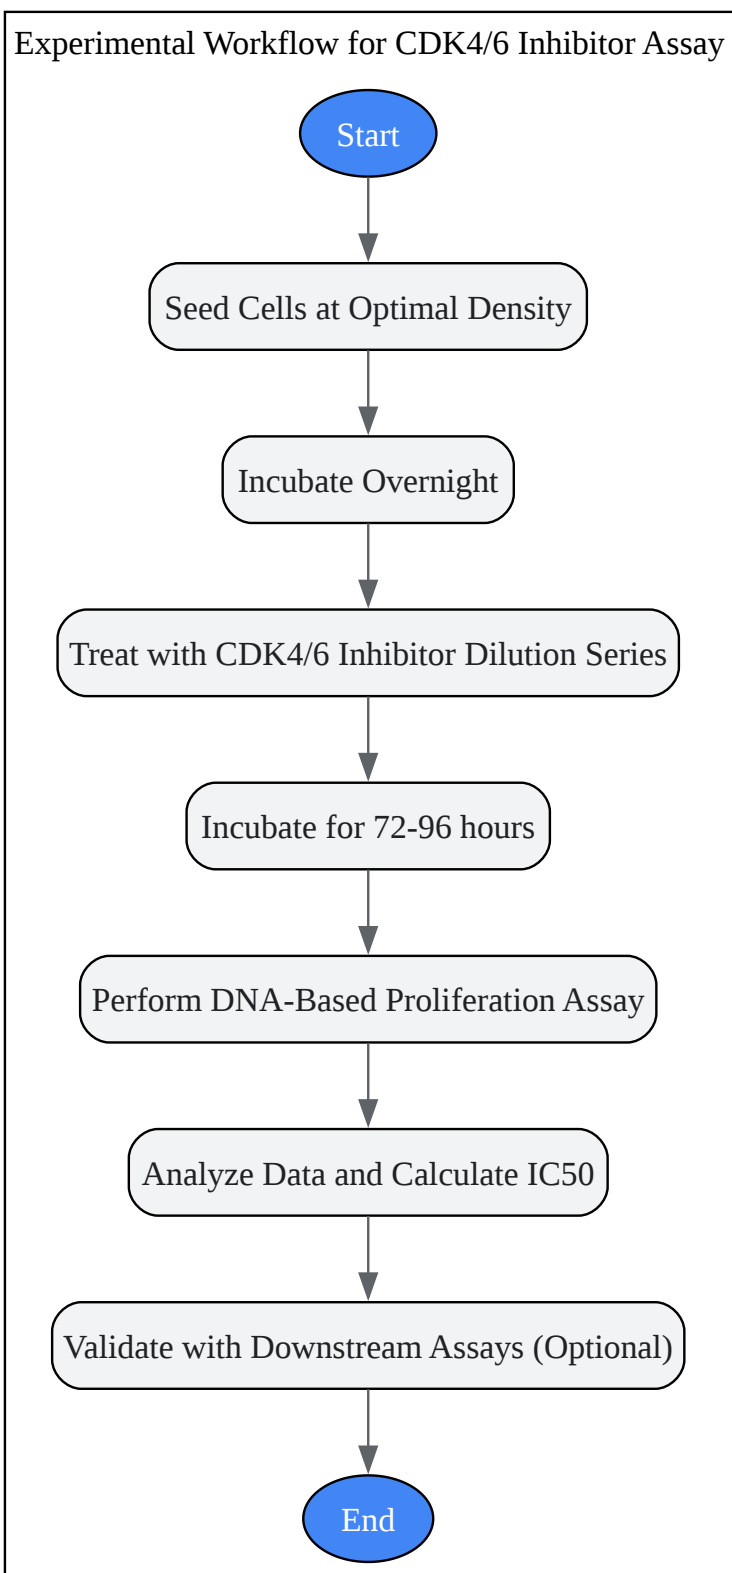 Experimental Workflow for CDK4/6 Inhibitor Assay
Start
Seed Cells at Optimal Density
Incubate Overnight
Treat with CDK4/6 Inhibitor Dilution Series
Incubate for 72-96 hours
Perform DNA-Based Proliferation Assay
Analyze Data and Calculate IC50
Validate with Downstream Assays (Optional)
End